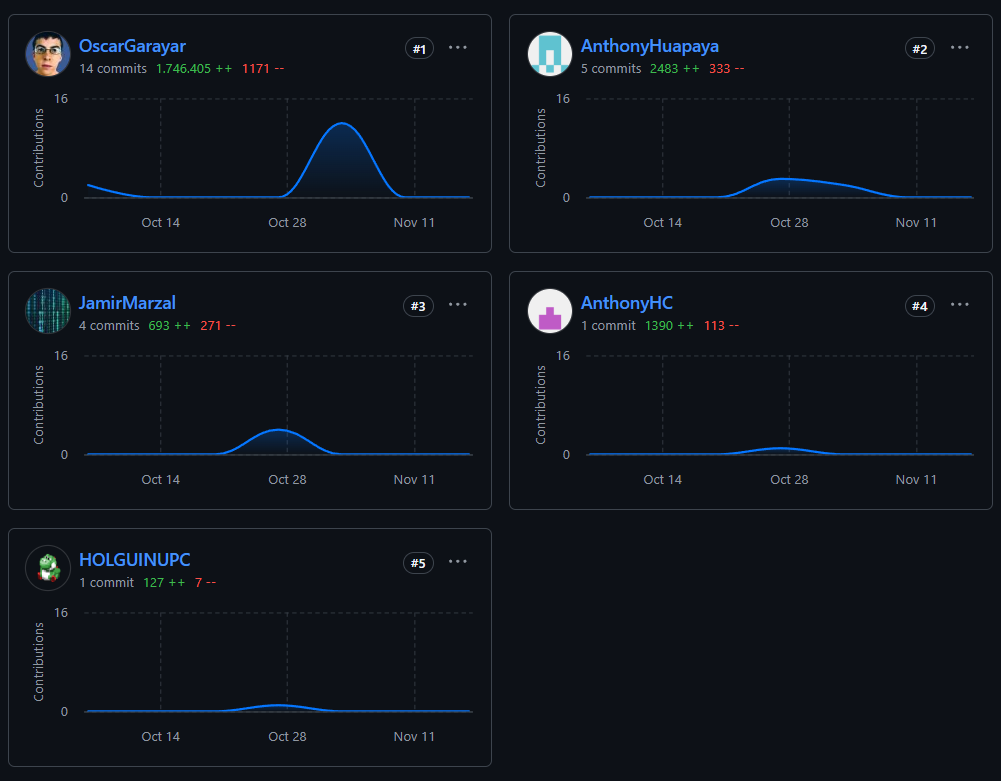 OscarGarayar #1 ...
14 commits 1.746.405 ++ 1171 --
16
Contributions
0
Oct 14 Oct 28 Nov 11
AnthonyHuapaya #2 ...
5 commits 2483 ++ 333 --
16
Contributions
0
Oct 14 Oct 28 Nov 11
JamirMarzal #3 ...
4 commits 693 ++ 271 --
16
Contributions
0
Oct 14 Oct 28 Nov 11
AnthonyHC #4 ...
1 commit 1390 ++ 113 --
16
Contributions
0
Oct 14 Oct 28 Nov 11
HOLGUINUPC #5 ...
1 commit 127 ++ 7 --
16
Contributions
0
Oct 14 Oct 28 Nov 11